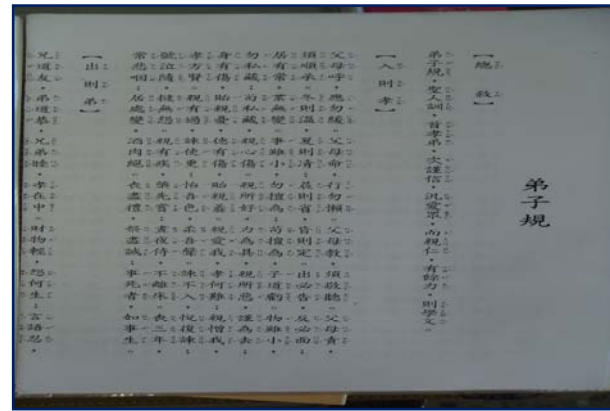 弟子規
【總敘】
弟子規・聖人訓・首孝弟・次謹信・汎愛眾・而親仁・有餘力・則學文。
【入則孝】
父母呼・應勿緩。父母命・行勿懶。父母教・須敬聽。父母責・
須順承。冬則溫・夏則凊。晨則省・昏則定。出必告・反必面。
居有常・業無變。事雖小・勿擅為。苟擅為・子道虧。物雖小・
勿私藏。苟私藏・親心傷。親所好・力為具。親所惡・謹為去。
身有傷・貽親憂。德有傷・貽親羞。親愛我・孝何難。親憎我・
孝方賢。親有過・諫使更。怡吾色・柔吾聲。諫不入・悅復諫。
號泣隨・撻無怨。親有疾・藥先嘗。晝夜侍・不離床。喪三年・
常悲咽。居處變・酒肉絕。喪盡禮・祭盡誠。事死者・如事生。
【出則弟】
兄道友・弟道恭。兄弟睦・孝在中。財物輕・怨何生。言語忍・